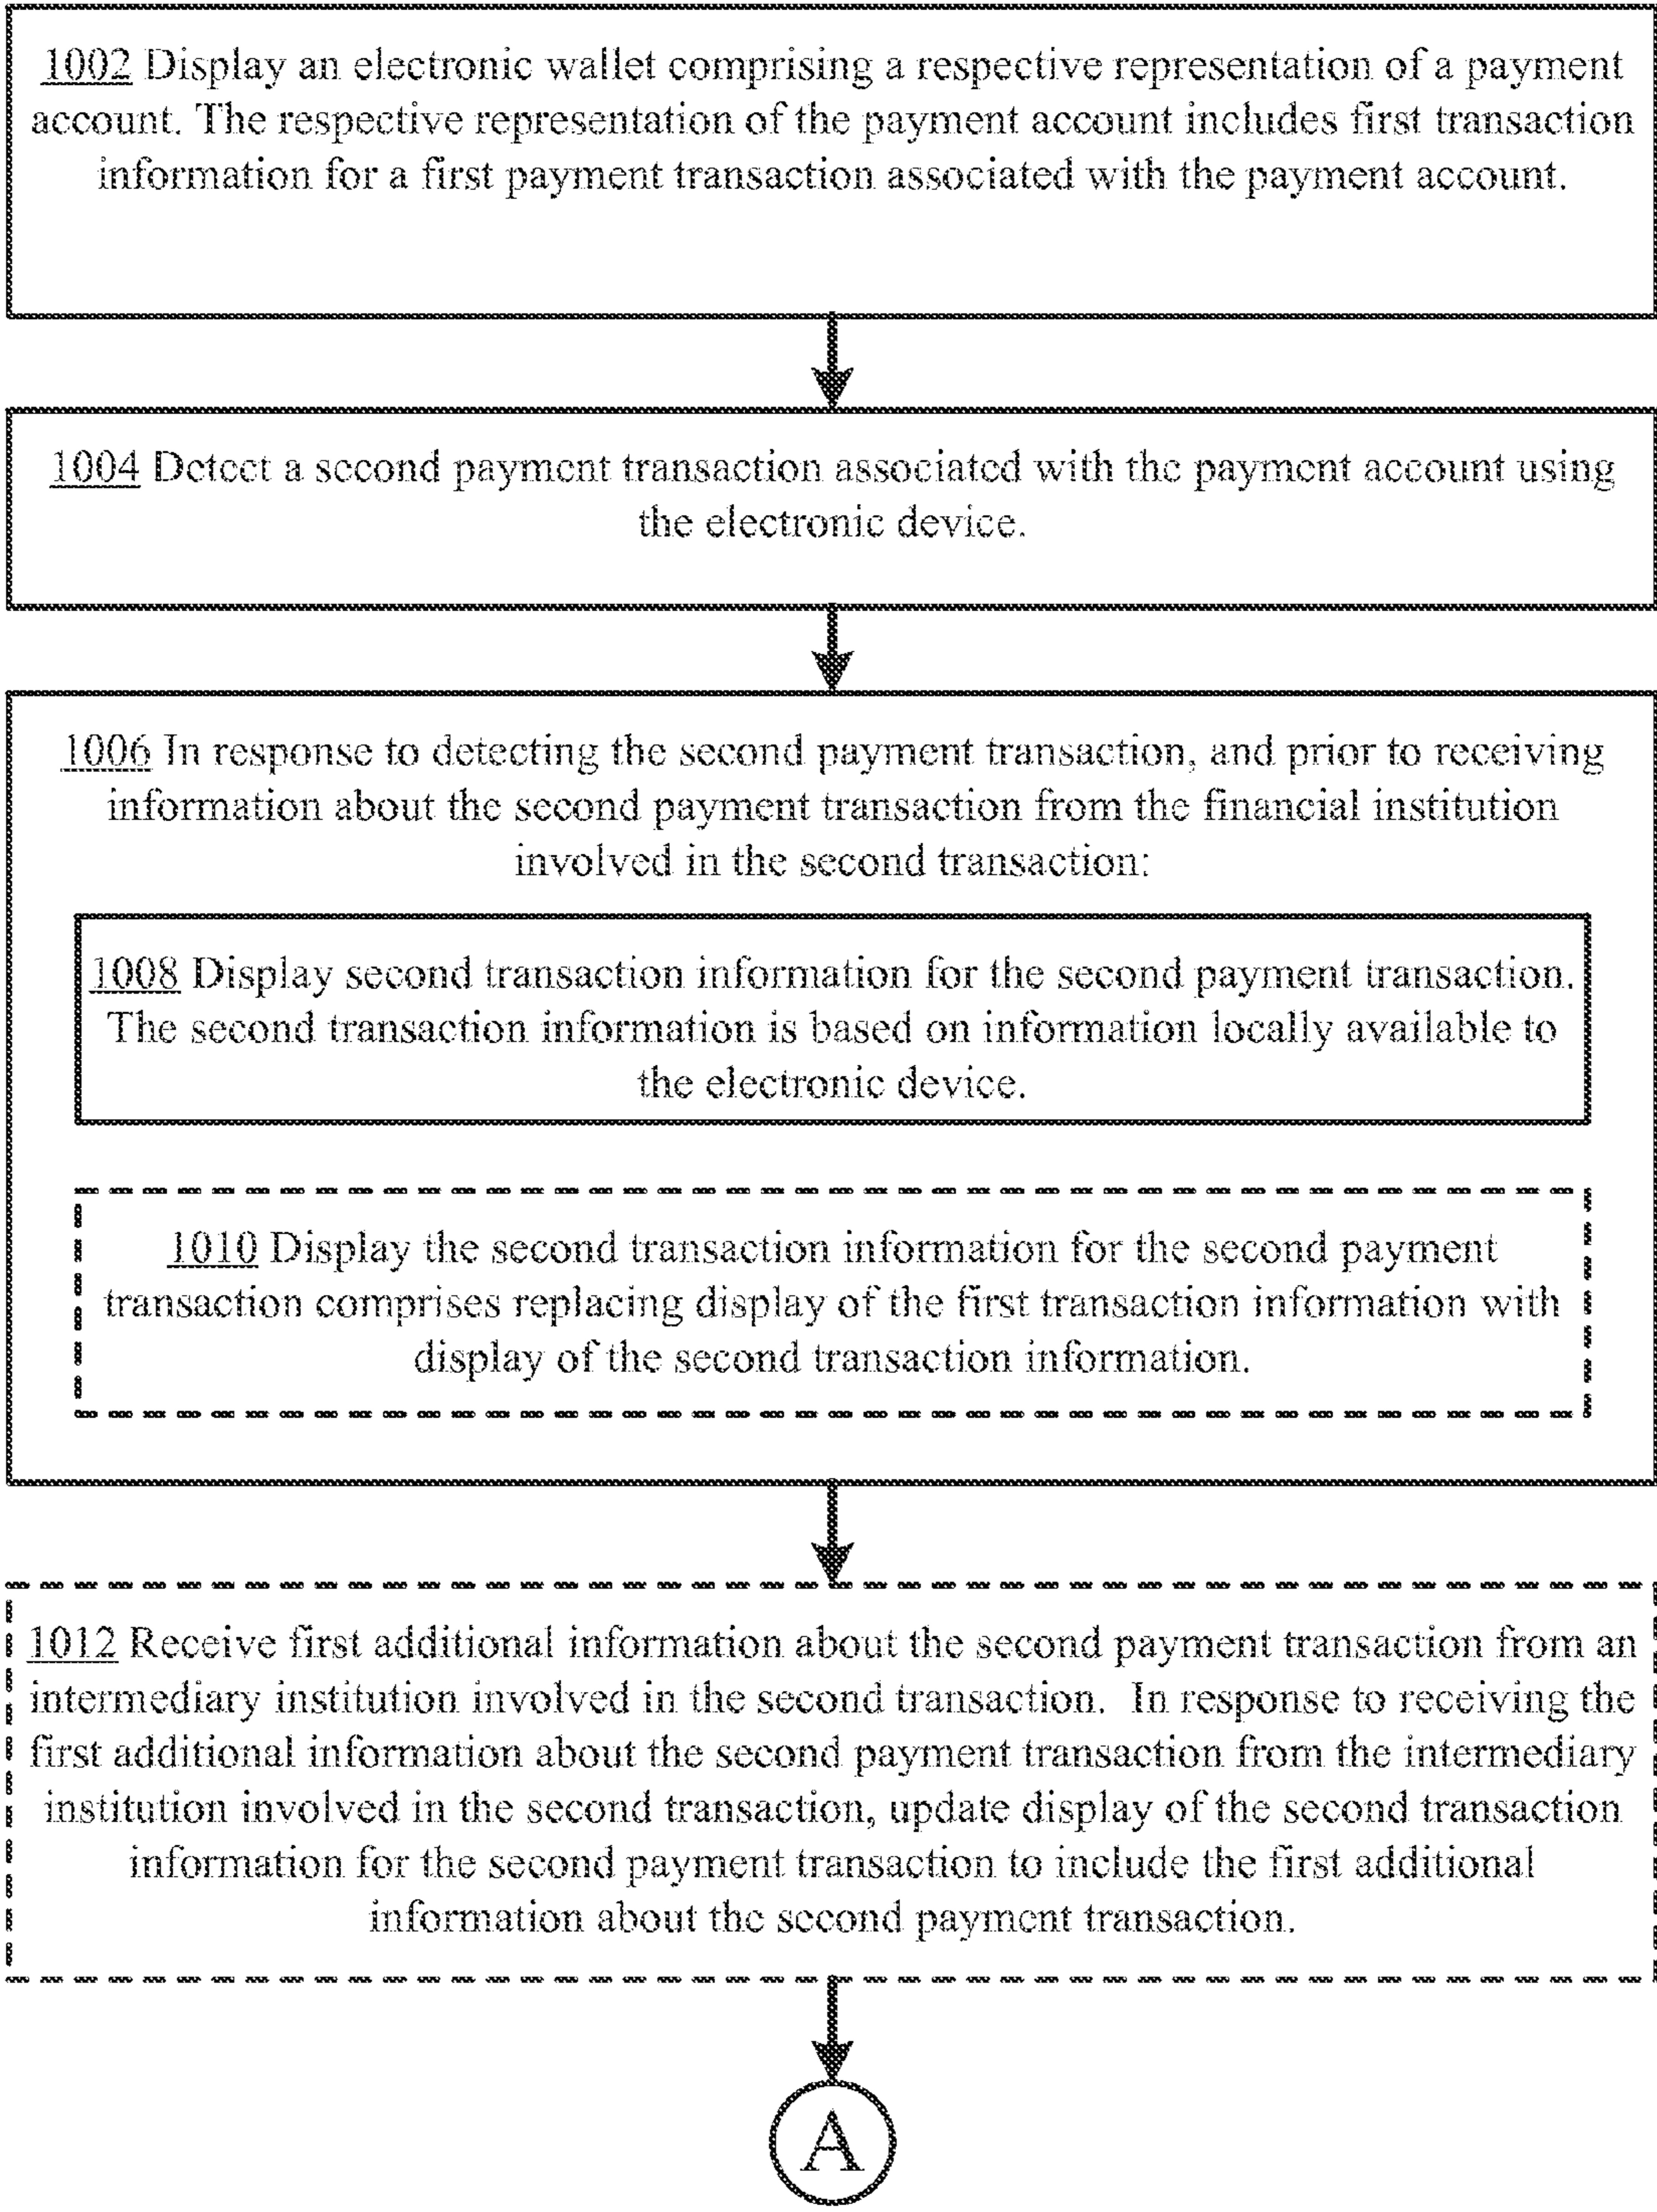 1002 Display an electronic wallet comprising a respective representation of a payment
account. The respective representation of the payment account includes first transaction
information for a first payment transaction associated with the payment account.
1004 Detect a second payment transaction associated with the payment account using
the electronic device.
1006 In response to detecting the second payment transaction, and prior to receiving
information about the second payment transaction from the financial institution
involved in the second transaction:
1008 Display second transaction information for the second payment transaction.
The second transaction information is based on information locally available to
the electronic device.
1010 Display the second transaction information for the second payment
transaction comprises replacing display of the first transaction information with
display of the second transaction information.
1012 Receive first additional information about the second payment transaction from an
intermediary institution involved in the second transaction.  In response to receiving the
first additional information about the second payment transaction from the intermediary
institution involved in the second transaction, update display of the second transaction
information for the second payment transaction to include the first additional
information about the second payment transaction.
A